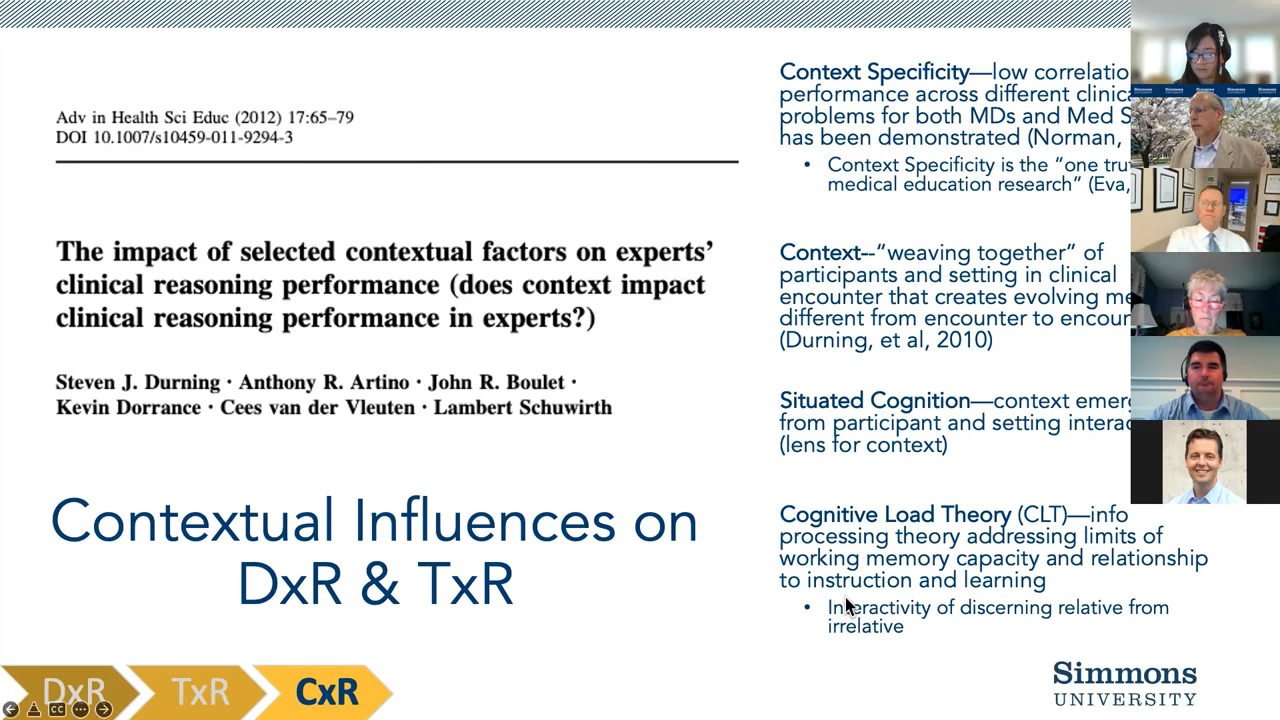 Adv in Health Sci Educ (2012) 17:65–79
DOI 10.1007/s10459-011-9294-3
The impact of selected contextual factors on experts’
clinical reasoning performance (does context impact
clinical reasoning performance in experts?)
Steven J. Durning · Anthony R. Artino · John R. Boulet ·
Kevin Dorrance · Cees van der Vleuten · Lambert Schuwirth
Contextual Influences on
DxR & TxR
Context Specificity—low correlatio
performance across different clinica
problems for both MDs and Med S
has been demonstrated (Norman,
• Context Specificity is the “one tru
medical education research” (Eva,
Context--“weaving together” of
participants and setting in clinical
encounter that creates evolving me
different from encounter to encoun
(Durning, et al, 2010)
Situated Cognition—context emerg
from participant and setting interac
(lens for context)
Cognitive Load Theory (CLT)—info
processing theory addressing limits of
working memory capacity and relationship
to instruction and learning
• Interactivity of discerning relative from
irrelative
DxR TxR CxR
CC
Simmons
UNIVERSITY